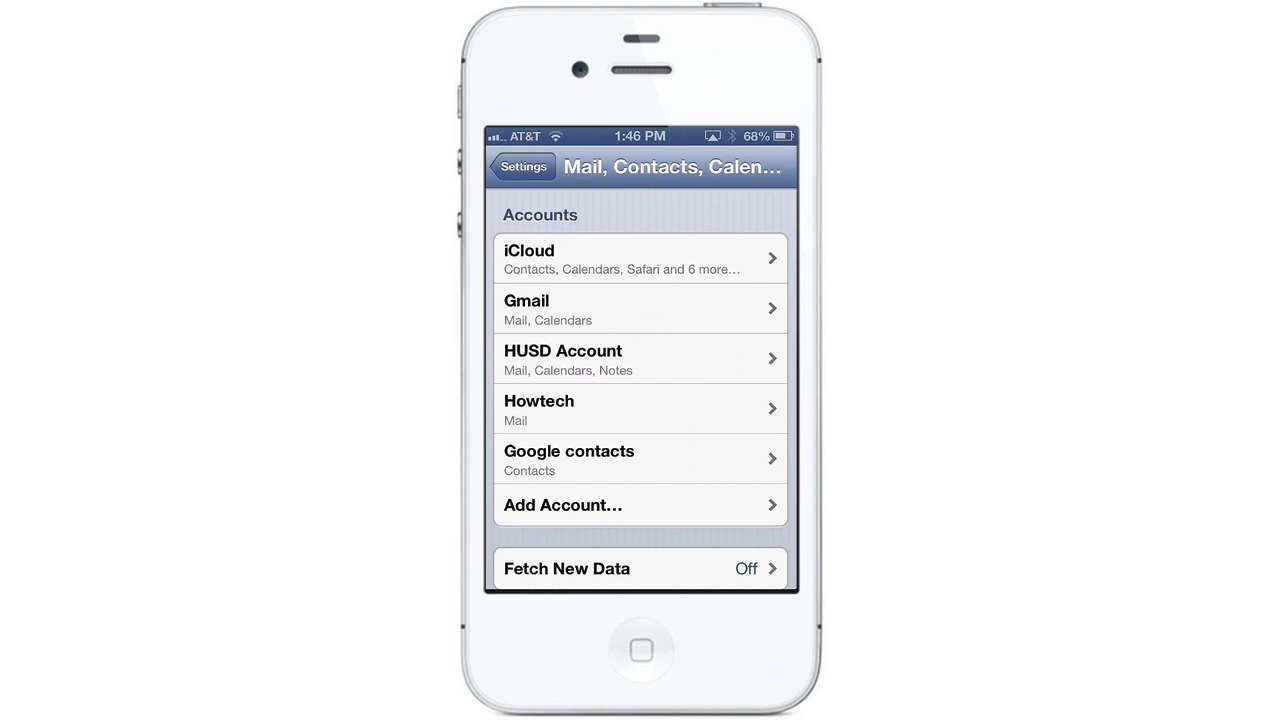 AT&T 1:46 PM 68%
Settings Mail, Contacts, Calen...
Accounts
iCloud
Contacts, Calendars, Safari and 6 more...
Gmail
Mail, Calendars
HUSD Account
Mail, Calendars, Notes
Howtech
Mail
Google contacts
Contacts
Add Account...
Fetch New Data Off